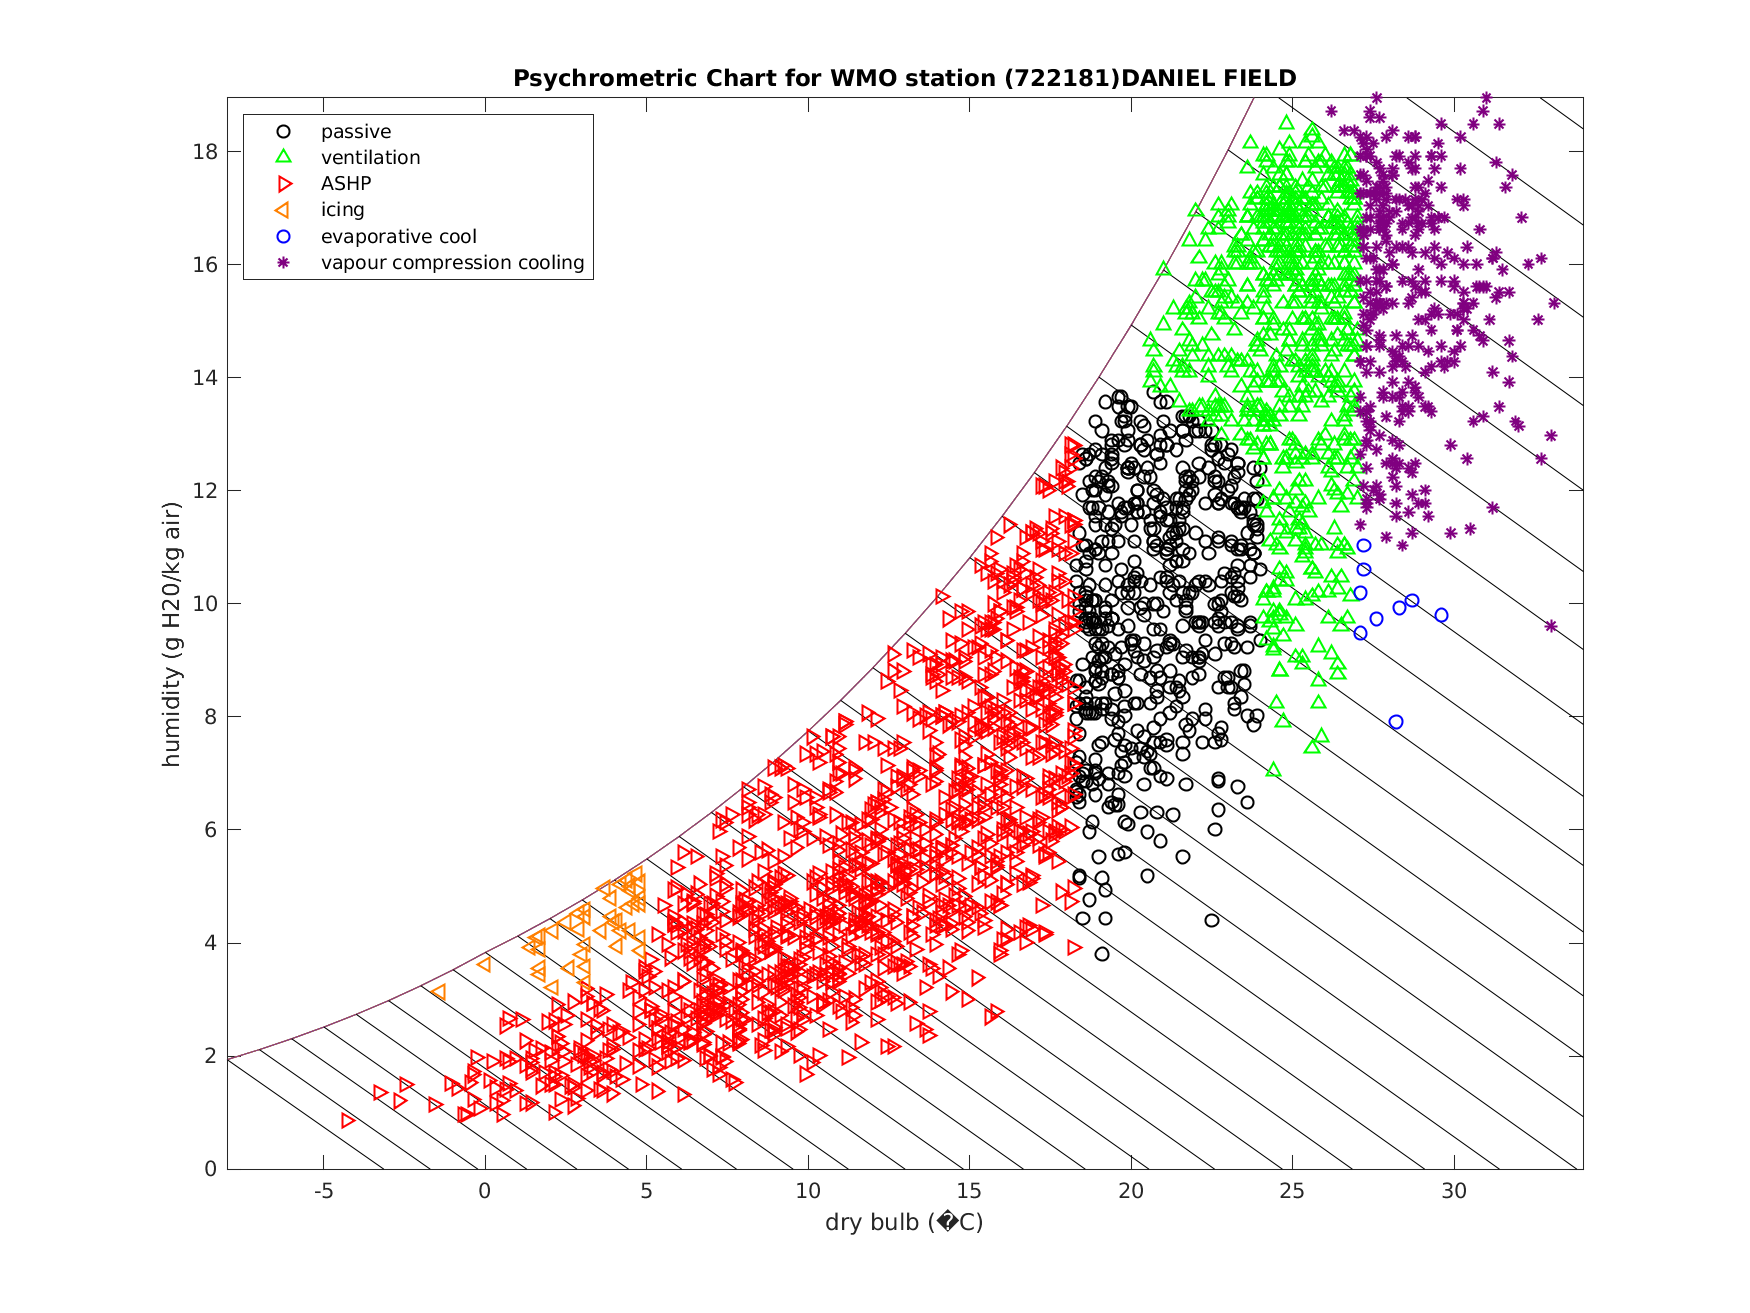 Psychrometric Chart for WMO station (722181)DANIEL FIELD
passive
ventilation
ASHP
icing
evaporative cool
vapour compression cooling
humidity (g H20/kg air)
18
16
14
12
10
8
6
4
2
0
-5 0 5 10 15 20 25 30
dry bulb (�C)